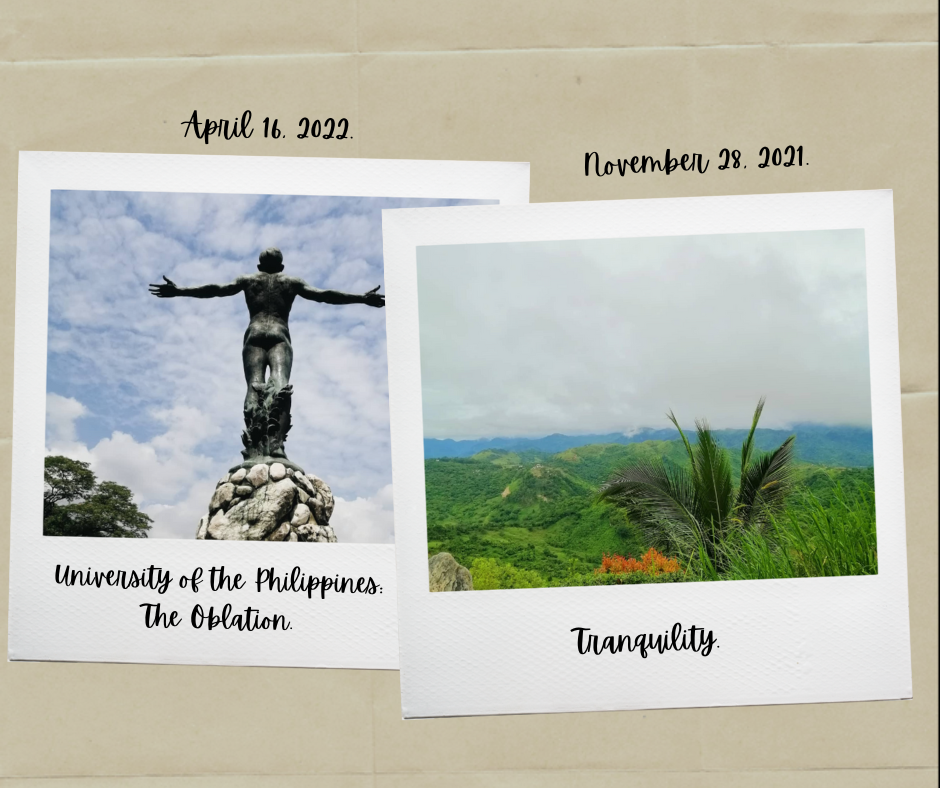 April 16. 2022.
University of the Philippines:
The Oblation.
November 28. 2021.
Tranquility.